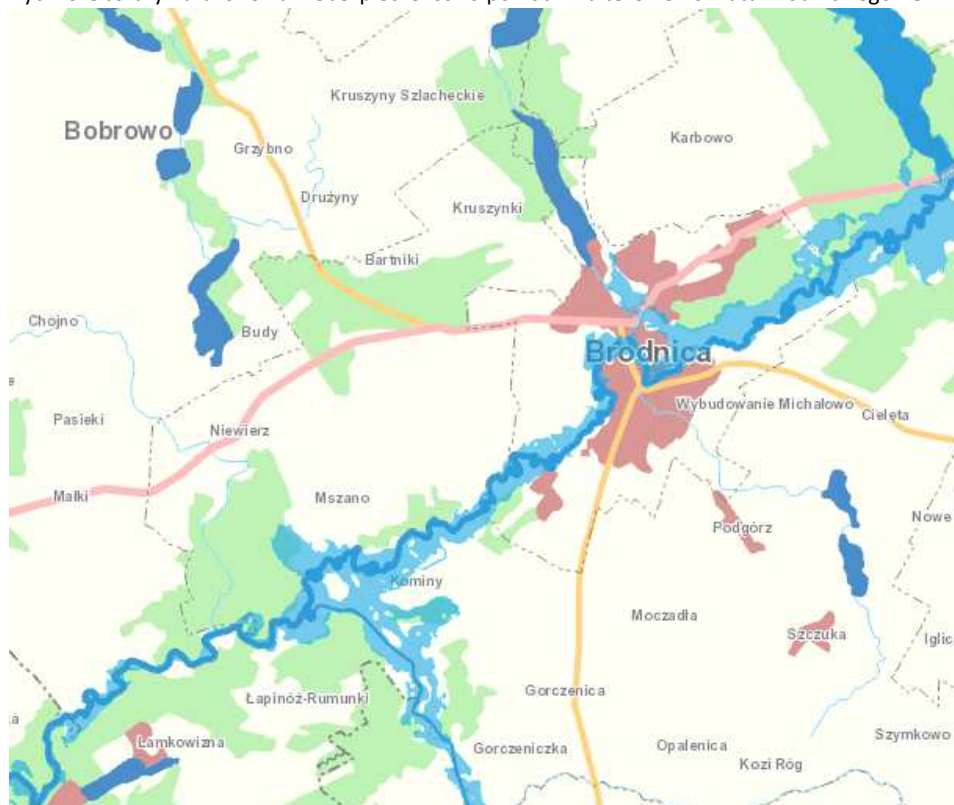 Kruszyny Szlacheckie
Bobrowo
Karbowo
Grzybno
Drużyny
Kruszynki
Bartniki
Chojno
Budy
Brodnica
Wybudowanie Michałowo
Cielęta
Pasieki
Niewierz
Małki
Mszano
Podgórz
Nowe
Kominy
Moczadła
Szczuka
Iglic
Łapinóż-Rumunki
Gorczenica
Łamkowizna
Gorczeniczka
Opalenica
Szymkowo
Kozi Róg